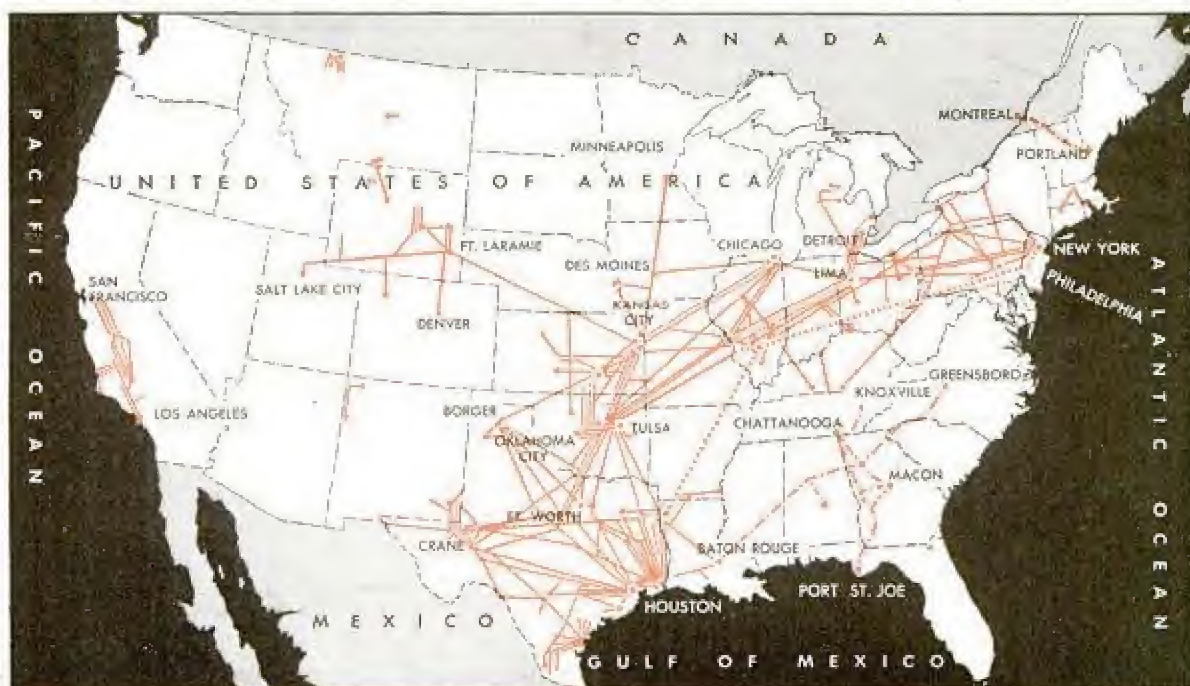 CANADA
MONTREAL
PORTLAND
MINNEAPOLIS
UNITED STATES OF AMERICA
PACIFIC OCEAN
ATLANTIC OCEAN
FT. LARAMIE
CHICAGO
DETROIT
NEW YORK
DES MOINES
LIMA
SALT LAKE CITY
SAN
FRANCISCO
PHILADELPHIA
KANSAS
CITY
DENVER
GREENSBORO
KNOXVILLE
LOS ANGELES
BORGER
TULSA
CHATTANOOGA
OKLAHOMA
CITY
MACON
FT. WORTH
CRANE
BATON ROUGE
PORT ST. JOE
HOUSTON
MEXICO
GULF OF MEXICO